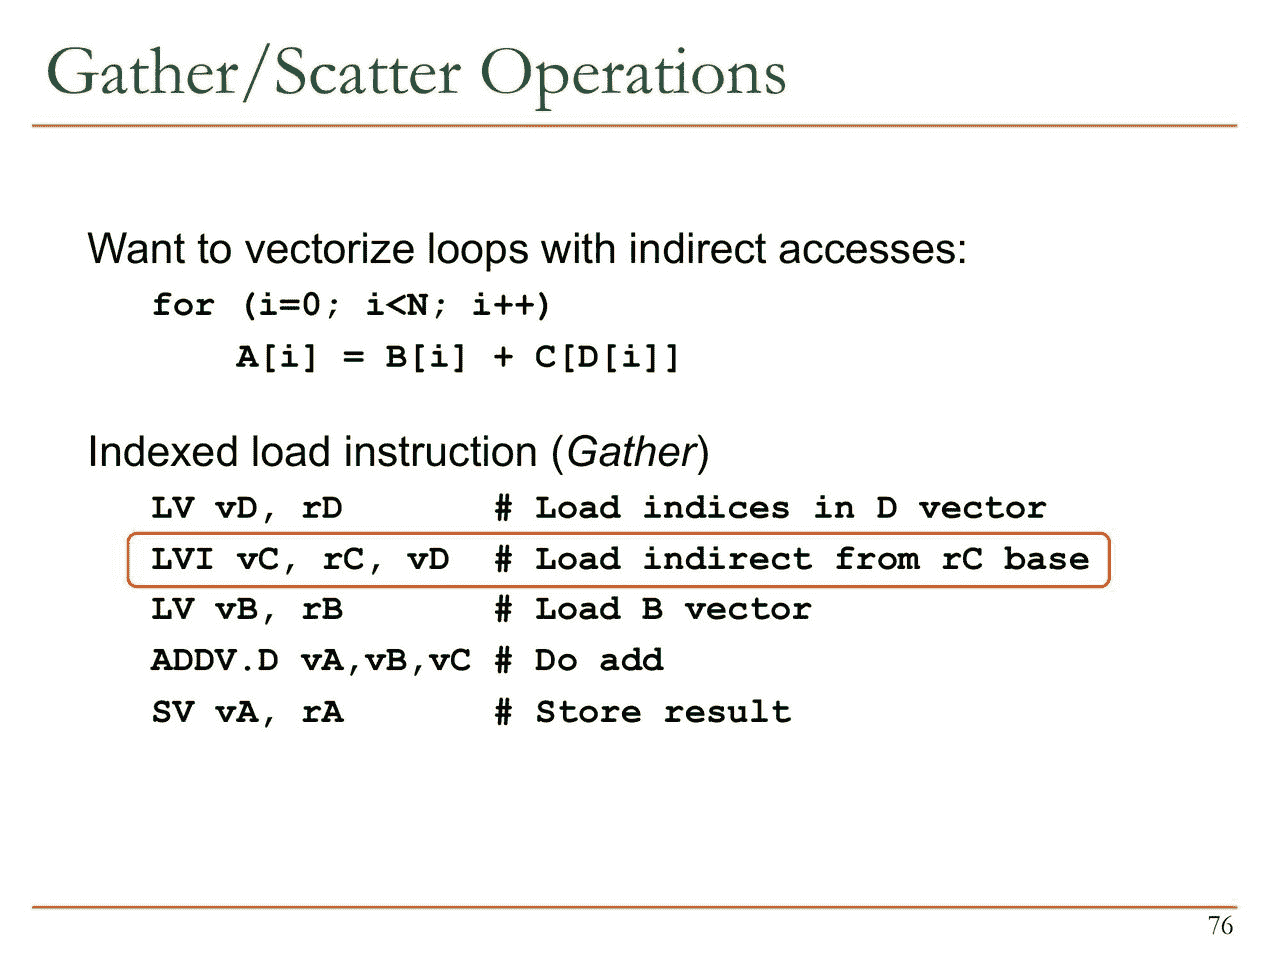 Gather/Scatter Operations
Want to vectorize loops with indirect accesses:
for (i=0; i<N; i++)
A[i] = B[i] + C[D[i]]
Indexed load instruction (Gather)
LV vD, rD # Load indices in D vector
LVI vC, rC, vD # Load indirect from rC base
LV vB, rB # Load B vector
ADDV.D vA,vB,vC # Do add
SV vA, rA # Store result
76